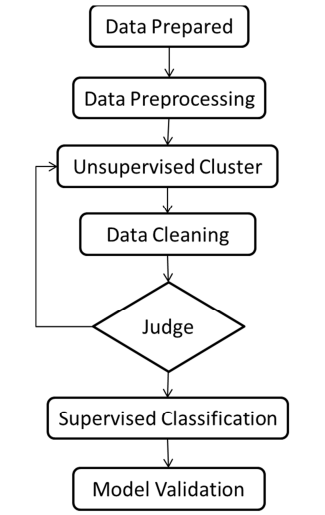 Data Prepared
Data Preprocessing
Unsupervised Cluster
Data Cleaning
Judge
Supervised Classification
Model Validation